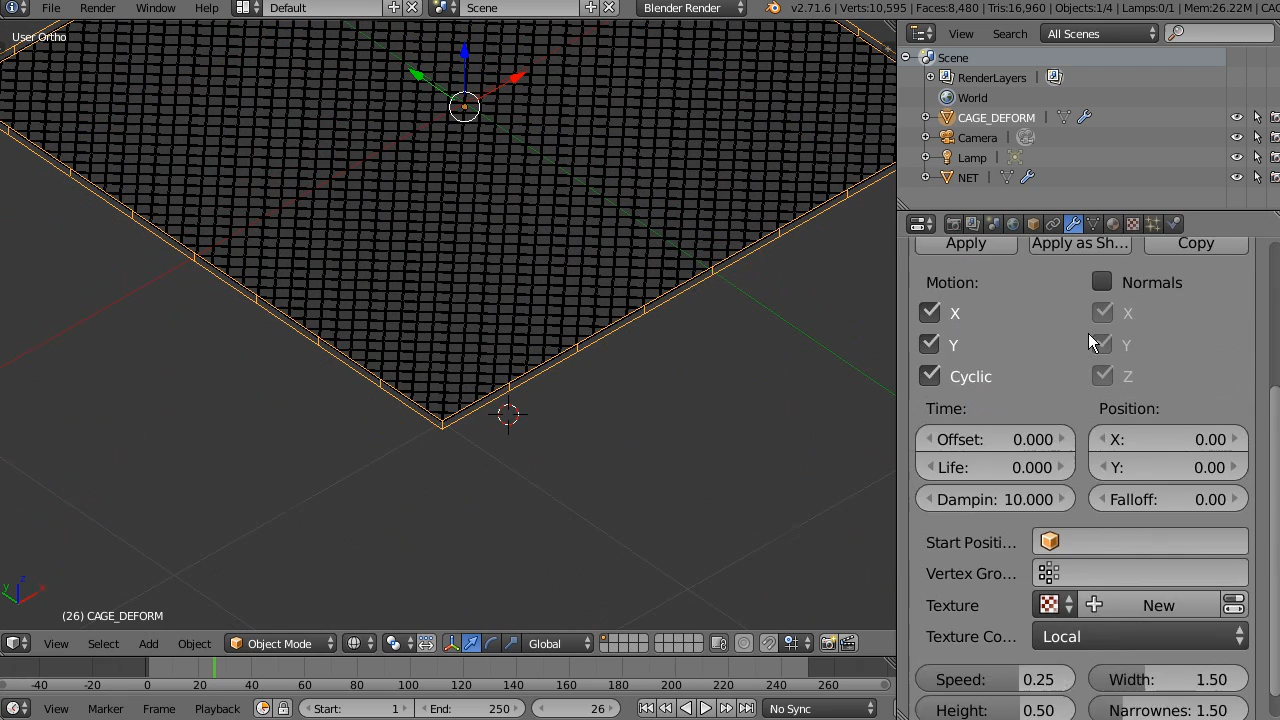 File Render Window Help Default Scene Blender Render v2.71.6 | Verts:10,595 | Faces:8,480 | Tris:16,960 | Objects:1/4 | Lamps:0/1 | Mem:26.22M | CAG
User Ortho
View Search All Scenes
Scene
RenderLayers
World
CAGE_DEFORM
Camera
Lamp
NET
Apply Apply as Sh... Copy
Motion: Normals
X X
Y Y
Cyclic Z
Time: Position:
Offset: 0.000 X: 0.00
Life: 0.000 Y: 0.00
Dampin: 10.000 Falloff: 0.00
Start Positi...
Vertex Gro...
Texture New
Texture Co... Local
Speed: 0.25 Width: 1.50
Height: 0.50 Narrownes: 1.50
z
y x
(26) CAGE_DEFORM
View Select Add Object Object Mode Global
-40 -20 0 20 40 60 80 100 120 140 160 180 200 220 240 260
View Marker Frame Playback Start: 1 End: 250 26 No Sync